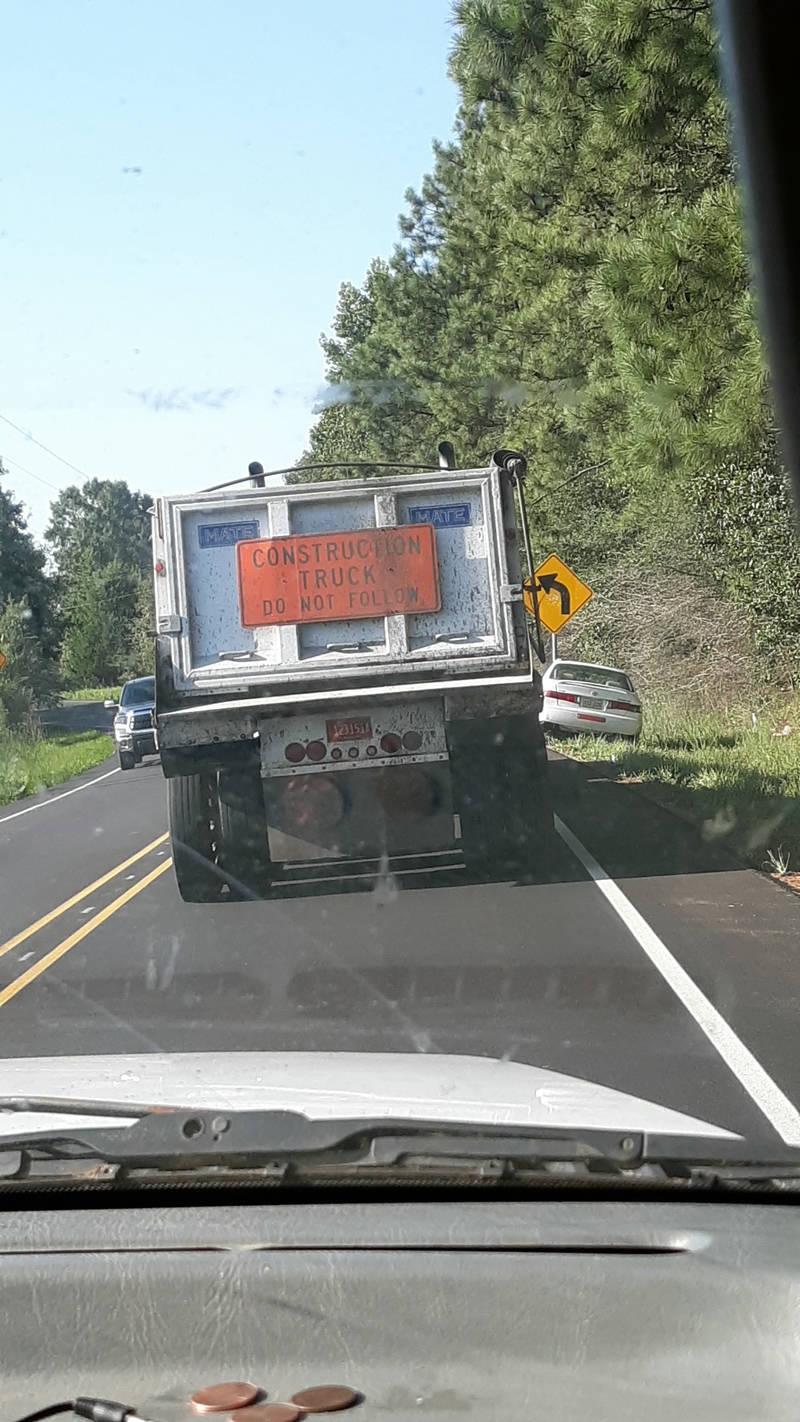 MATE
MATE
CONSTRUCTION
TRUCK
DO NOT FOLLOW